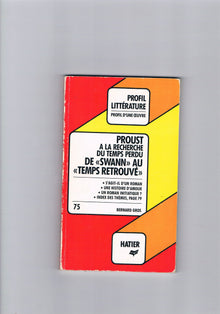 PROFIL
LITTÉRATURE
PROFIL D'UNE ŒUVRE
PROUST
A LA RECHERCHE
DU TEMPS PERDU
DE «SWANN» AU
«TEMPS RETROUVÉ»
• S'AGIT-IL D'UN ROMAN
• UNE HISTOIRE D'AMOUR
• UN ROMAN INITIATIQUE ?
• INDEX DES THÈMES, PAGE 79
75
BERNARD GROS
HATIER